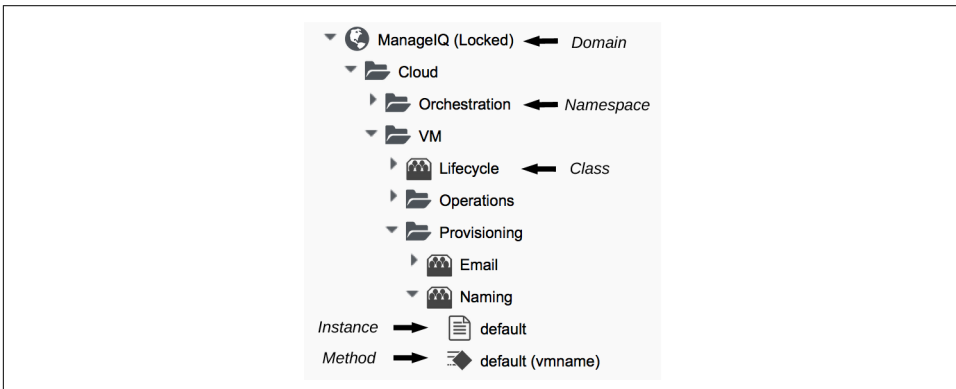 ManageIQ (Locked) Domain
Cloud
Orchestration Namespace
VM
Lifecycle Class
Operations
Provisioning
Email
Naming
Instance default
Method default (vmname)